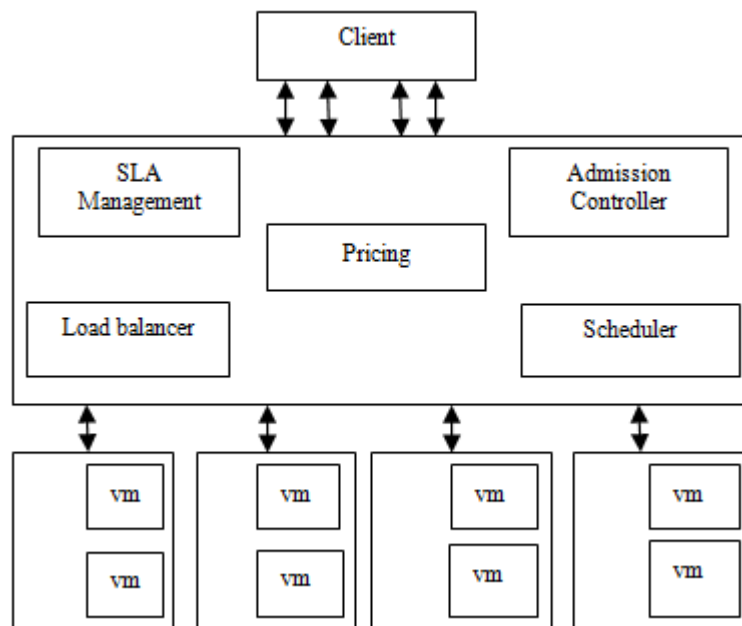 Client
SLA
Management
Admission
Controller
Pricing
Load balancer
Scheduler
vm
vm
vm
vm
vm
vm
vm
vm